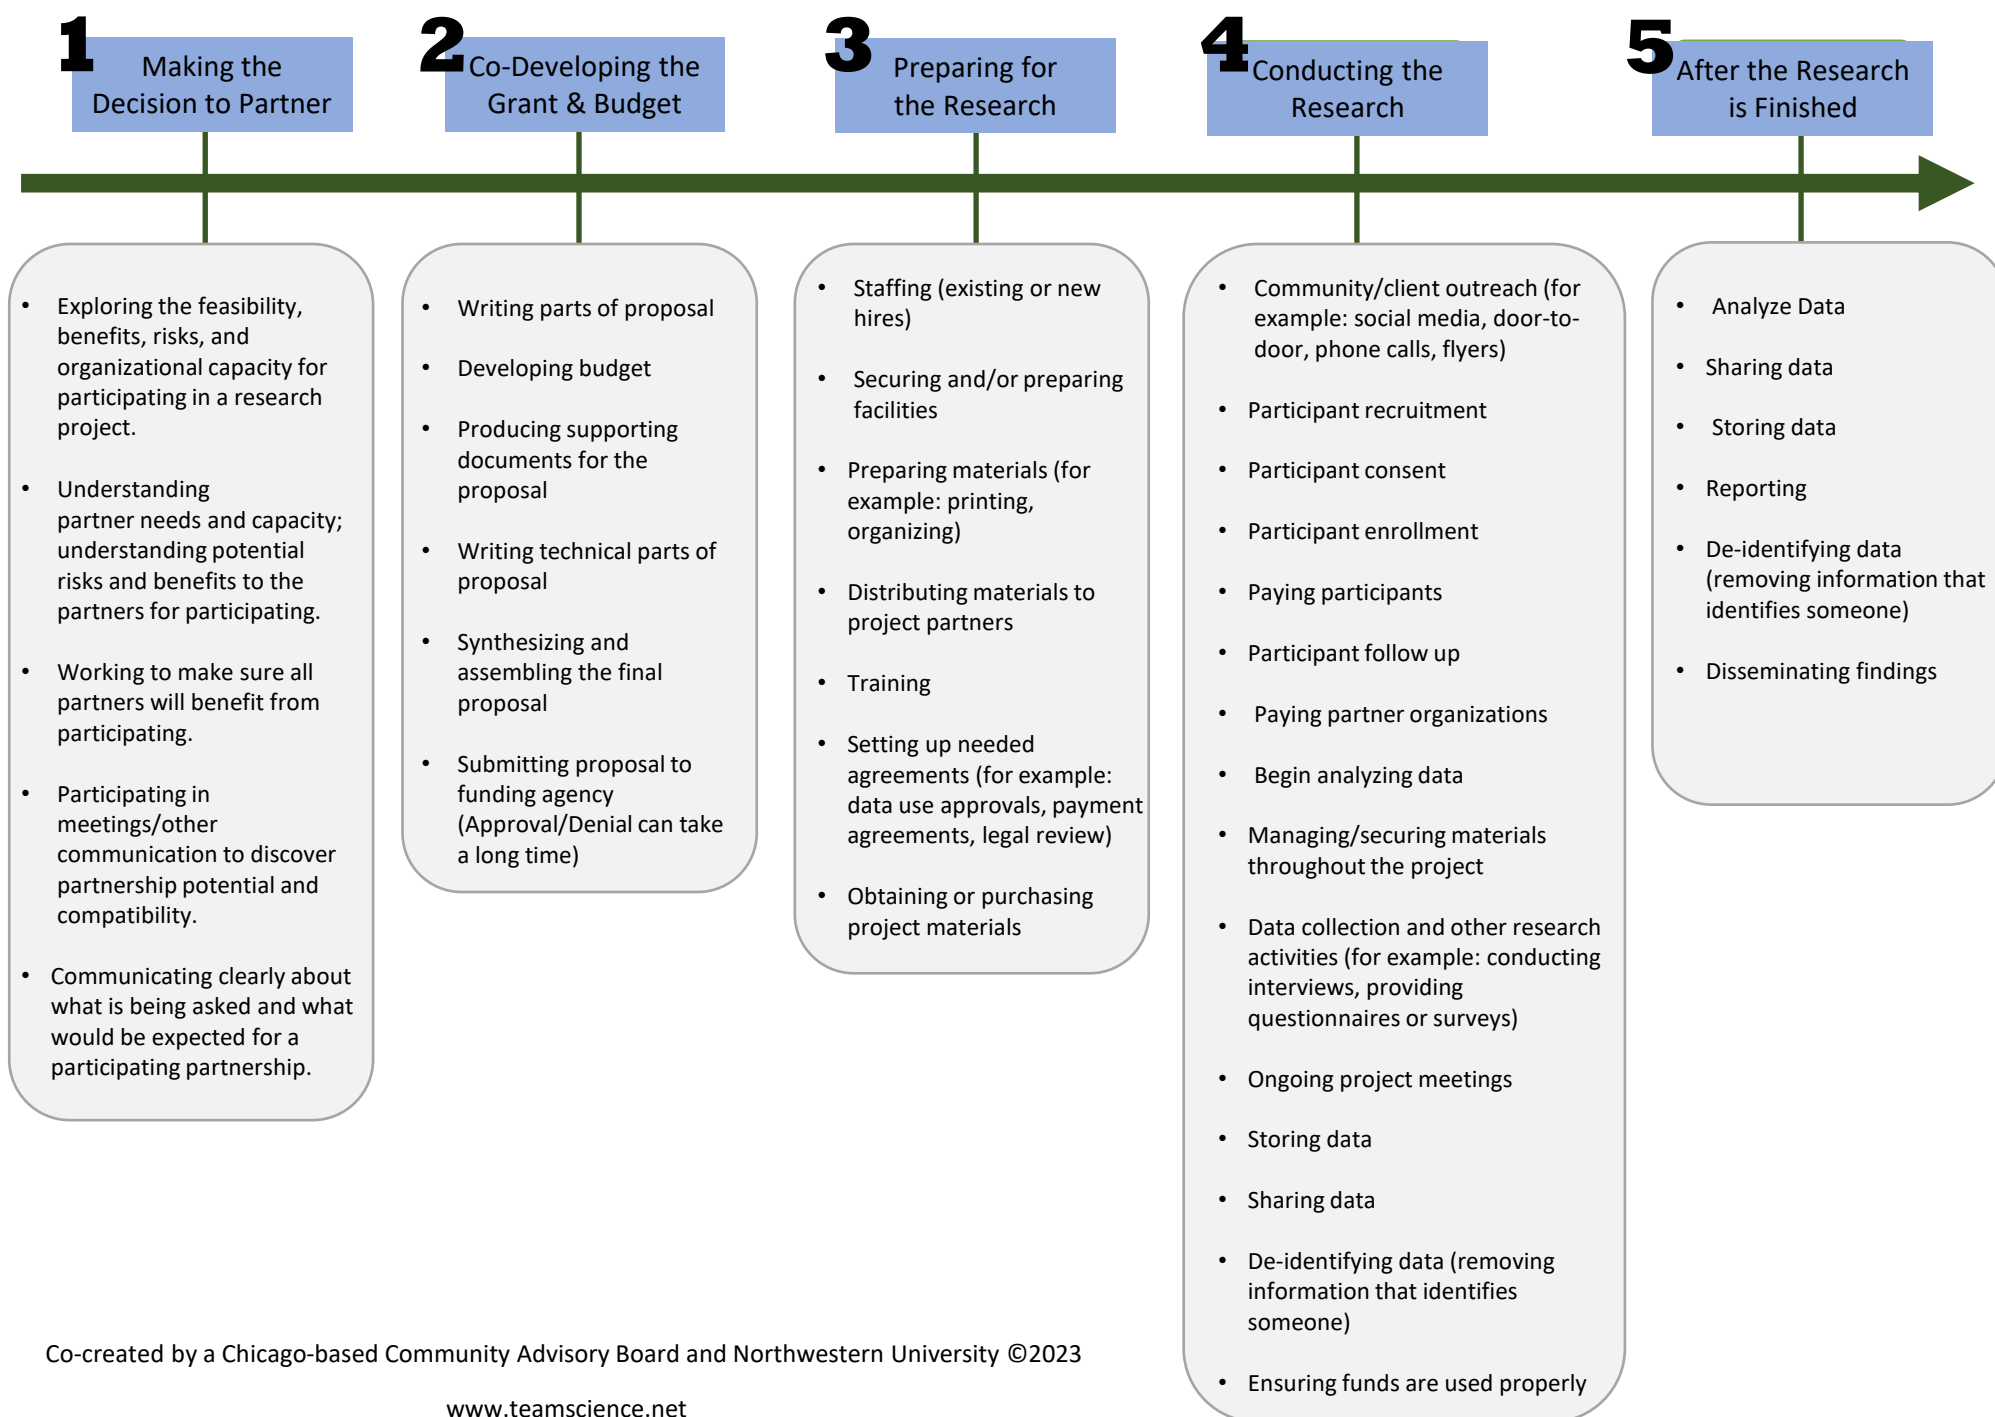 1
Making the
Decision to Partner
2
Co-Developing the
Grant & Budget
3
Preparing for
the Research
4
Conducting the
Research
5
After the Research
is Finished
• Exploring the feasibility,
benefits, risks, and
organizational capacity for
participating in a research
project.
• Understanding
partner needs and capacity;
understanding potential
risks and benefits to the
partners for participating.
• Working to make sure all
partners will benefit from
participating.
• Participating in
meetings/other
communication to discover
partnership potential and
compatibility.
• Communicating clearly about
what is being asked and what
would be expected for a
participating partnership.
• Writing parts of proposal
• Developing budget
• Producing supporting
documents for the
proposal
• Writing technical parts of
proposal
• Synthesizing and
assembling the final
proposal
• Submitting proposal to
funding agency
(Approval/Denial can take
a long time)
• Staffing (existing or new
hires)
• Securing and/or preparing
facilities
• Preparing materials (for
example: printing,
organizing)
• Distributing materials to
project partners
• Training
• Setting up needed
agreements (for example:
data use approvals, payment
agreements, legal review)
• Obtaining or purchasing
project materials
• Community/client outreach (for
example: social media, door-to-
door, phone calls, flyers)
• Participant recruitment
• Participant consent
• Participant enrollment
• Paying participants
• Participant follow up
• Paying partner organizations
• Begin analyzing data
• Managing/securing materials
throughout the project
• Data collection and other research
activities (for example: conducting
interviews, providing
questionnaires or surveys)
• Ongoing project meetings
• Storing data
• Sharing data
• De-identifying data (removing
information that identifies
someone)
• Ensuring funds are used properly
• Analyze Data
• Sharing data
• Storing data
• Reporting
• De-identifying data
(removing information that
identifies someone)
• Disseminating findings
Co-created by a Chicago-based Community Advisory Board and Northwestern University ©2023
www.teamscience.net